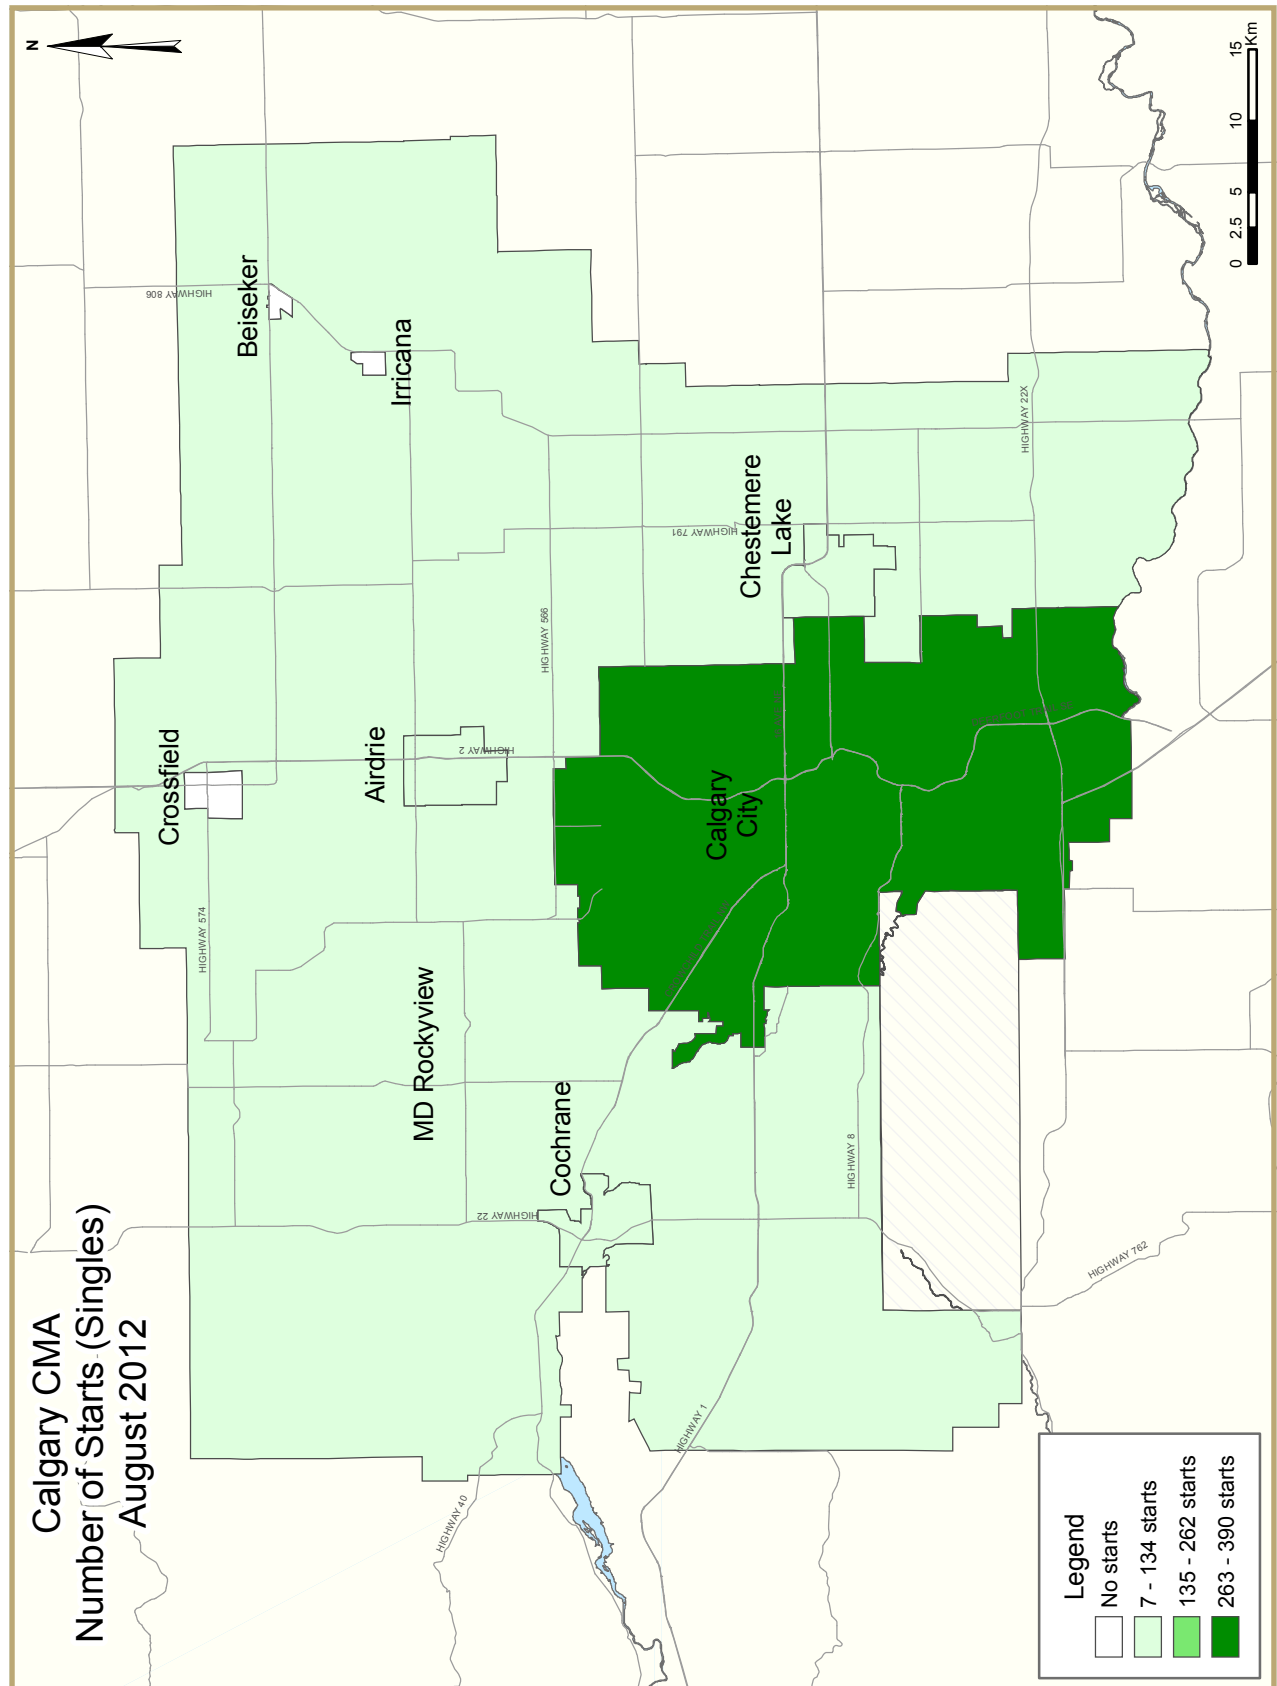 Calgary CMA
Number of Starts (Singles)
August 2012
N
HIGHWAY 806
Beiseker
Irricana
Crossfield
HIGHWAY 574
Airdrie
HIGHWAY 2
HIGHWAY 566
HIGHWAY 791
Chestemere
Lake
HIGHWAY 22X
MD Rockyview
Calgary
City
Cochrane
HIGHWAY 22
HIGHWAY 8
HIGHWAY 1
HIGHWAY 40
HIGHWAY 762
Legend
No starts
7 - 134 starts
135 - 262 starts
263 - 390 starts
0 2.5 5 10 15
Km